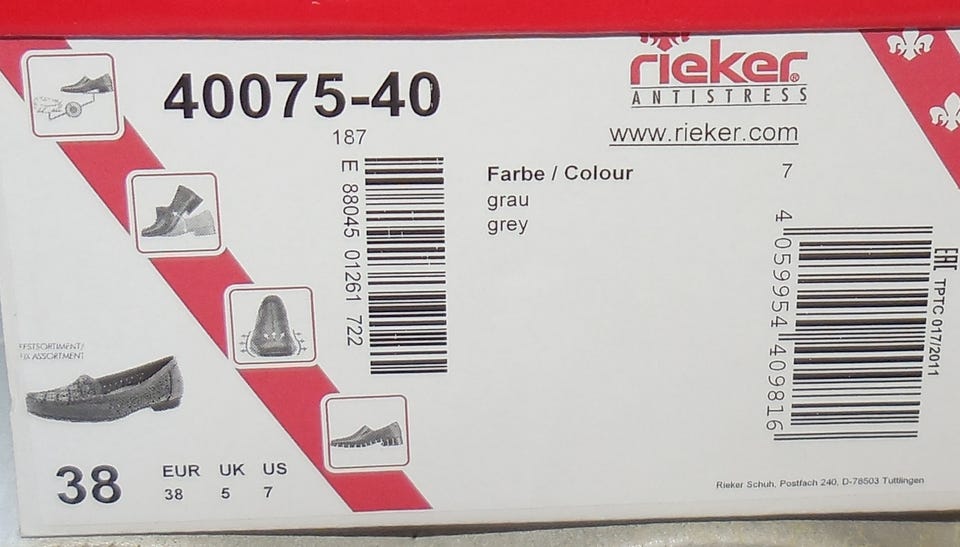 40075-40
187
E 88045 01261 722
rieker®
ANTISTRESS
www.rieker.com
Farbe / Colour
7
grau
grey
4 059954 409816
EAC TPTC 017/2011
FESTSORTIMENT/
FIX ASSORTMENT
38
EUR UK US
38 5 7
Rieker Schuh, Postfach 240, D-78503 Tuttlingen